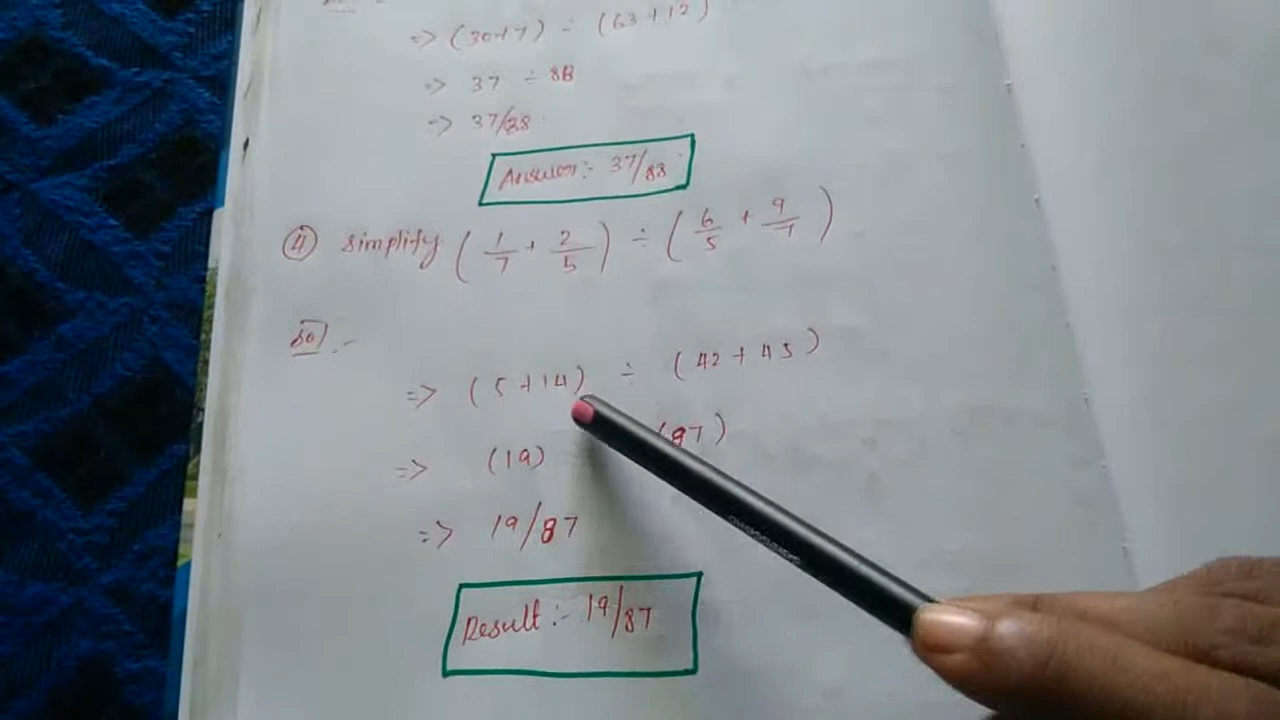 => (30+7) ÷ (63+12)
=> 37 ÷ 88
=> 37/88
Answer:- 37/88
④ simplify (1/7 + 2/5) ÷ (6/5 + 9/7)
Sol:-
=> (5+14) ÷ (42+45)
=> (19) (87)
=> 19/87
Result:- 19/87